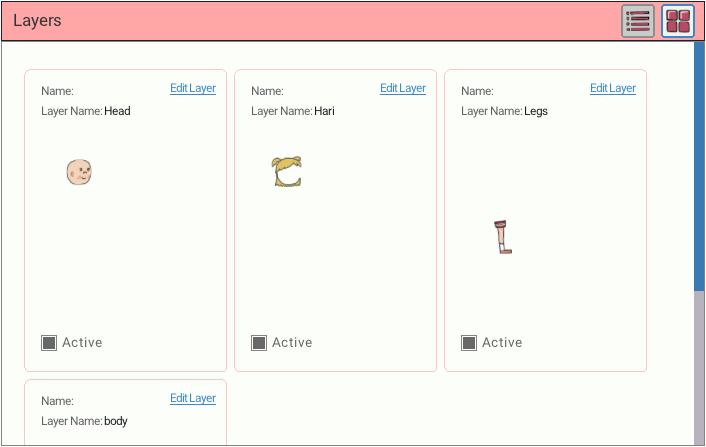 Layers
Name:
Edit Layer
Layer Name: Head
Active
Name:
Edit Layer
Layer Name: Hari
Active
Name:
Edit Layer
Layer Name: Legs
Active
Name:
Edit Layer
Layer Name: body